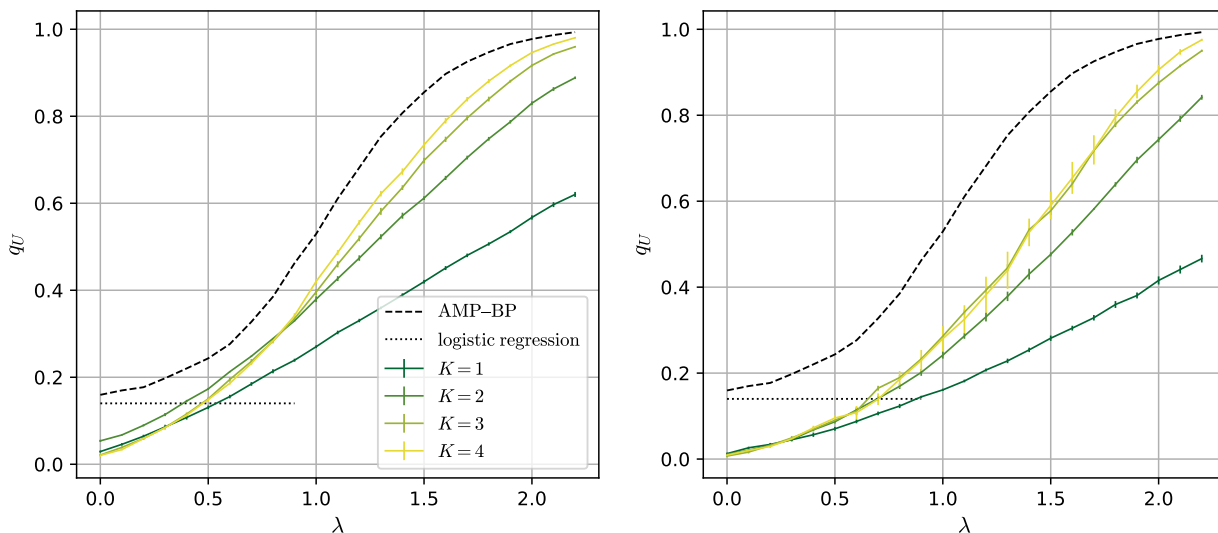 1.0
0.8
0.6
0.4
0.2
0.0
q_U
0.0 0.5 1.0 1.5 2.0
λ
AMP–BP
logistic regression
K = 1
K = 2
K = 3
K = 4
1.0
0.8
0.6
0.4
0.2
0.0
q_U
0.0 0.5 1.0 1.5 2.0
λ